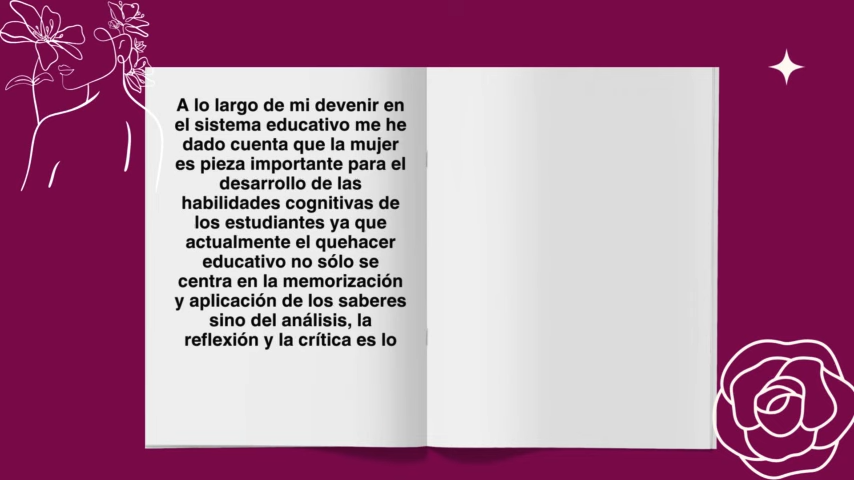 A lo largo de mi devenir en
el sistema educativo me he
dado cuenta que la mujer
es pieza importante para el
desarrollo de las
habilidades cognitivas de
los estudiantes ya que
actualmente el quehacer
educativo no sólo se
centra en la memorización
y aplicación de los saberes
sino del análisis, la
reflexión y la crítica es lo